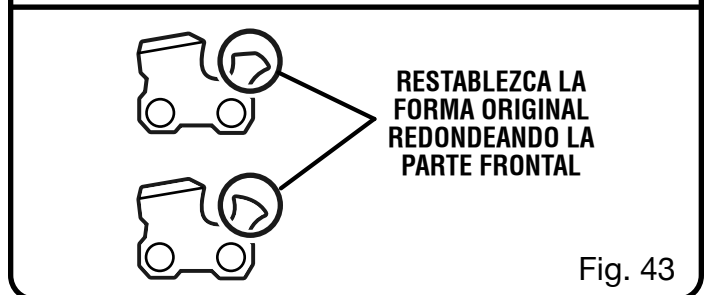 RESTABLEZCA LA
FORMA ORIGINAL
REDONDEANDO LA
PARTE FRONTAL
Fig. 43